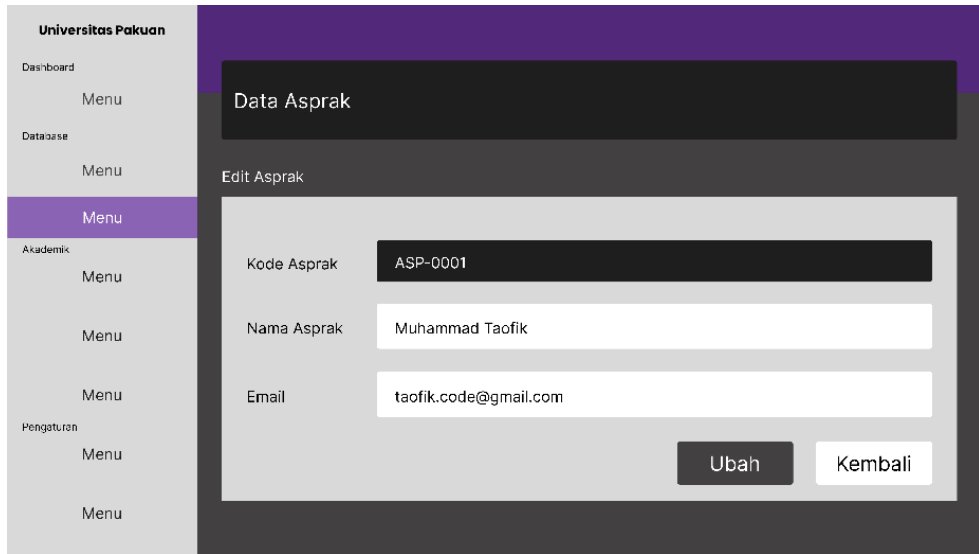 Universitas Pakuan
Dashboard
Menu
Database
Menu
Menu
Akademik
Menu
Menu
Menu
Pengaturan
Menu
Menu
Data Asprak
Edit Asprak
Kode Asprak ASP-0001
Nama Asprak Muhammad Taofik
Email taofik.code@gmail.com
Ubah Kembali